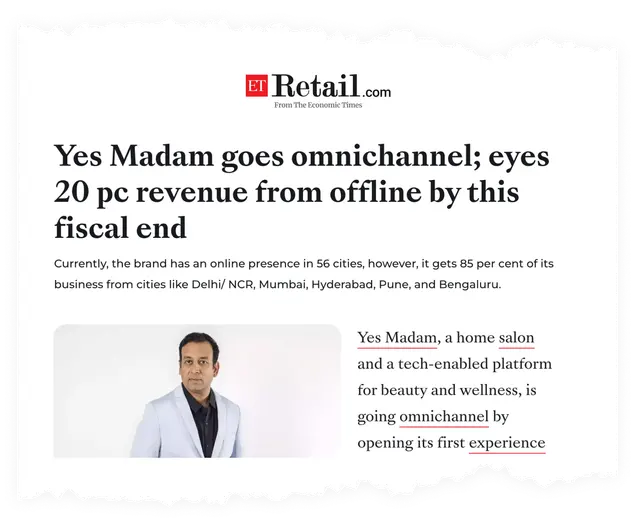 ET Retail.com
From The Economic Times
Yes Madam goes omnichannel; eyes
20 pc revenue from offline by this
fiscal end
Currently, the brand has an online presence in 56 cities, however, it gets 85 per cent of its
business from cities like Delhi/ NCR, Mumbai, Hyderabad, Pune, and Bengaluru.
Yes Madam, a home salon
and a tech-enabled platform
for beauty and wellness, is
going omnichannel by
opening its first experience